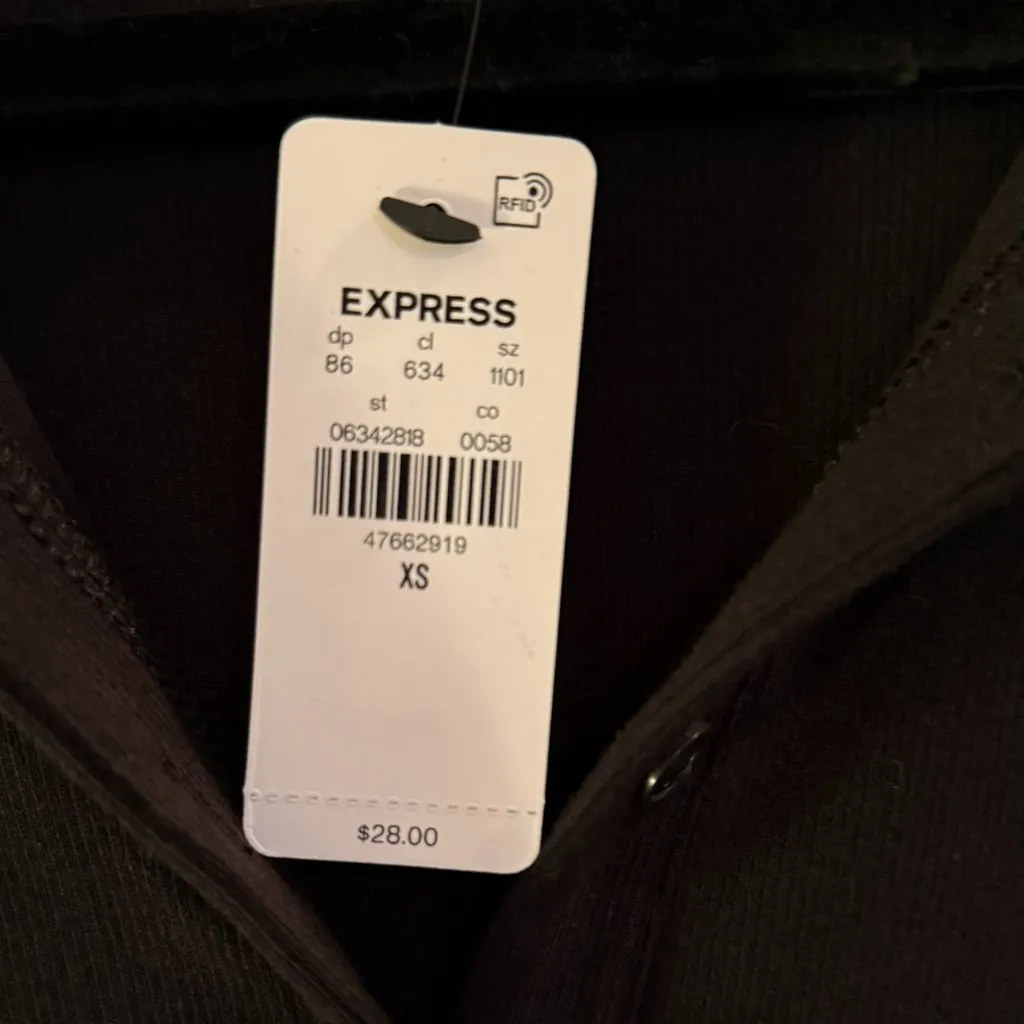 RFID
EXPRESS
dp cl sz
86 634 1101
st co
06342818 0058
47662919
XS
$28.00